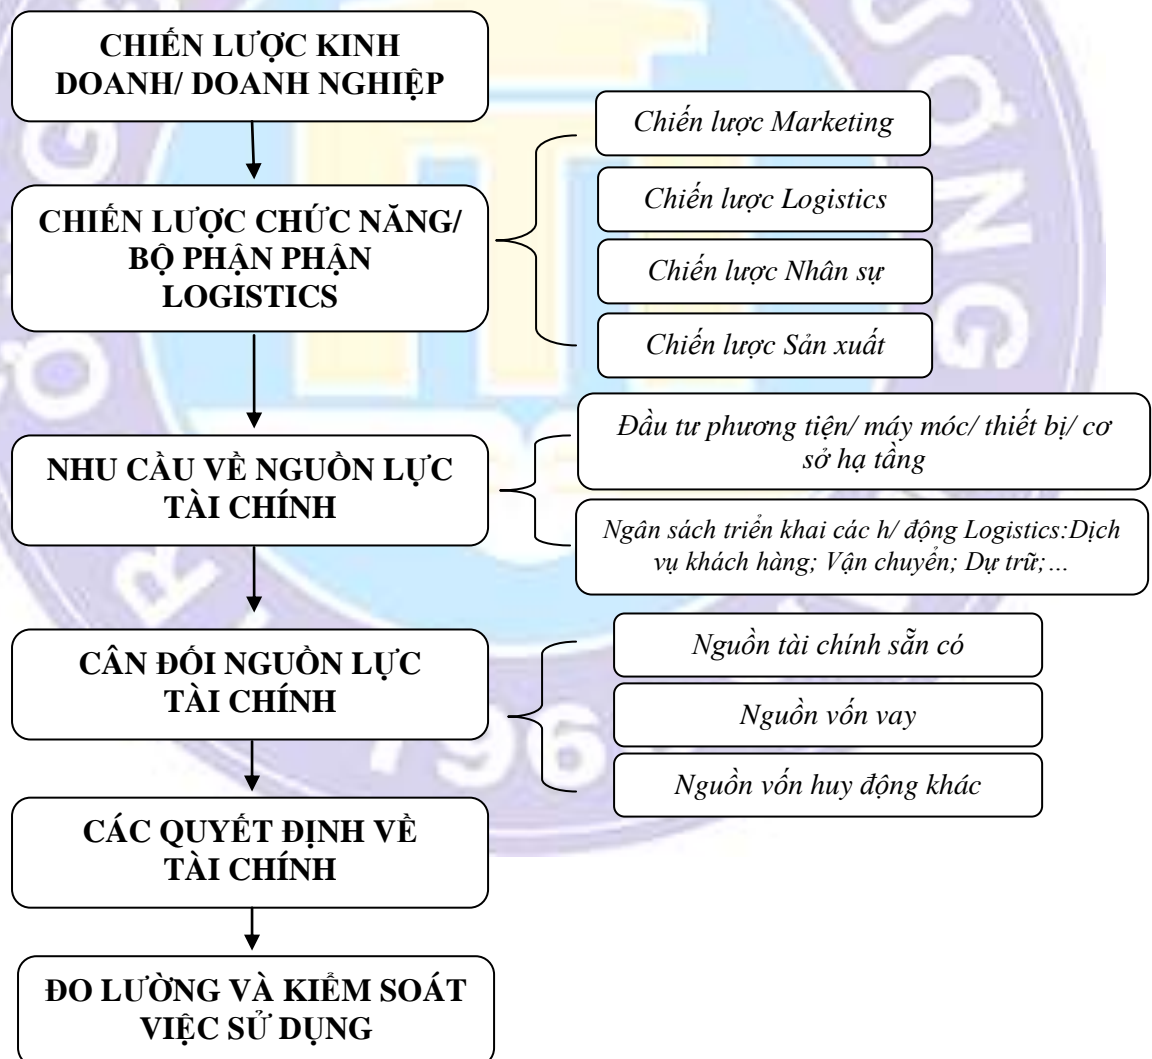 CHIẾN LƯỢC KINH
DOANH/ DOANH NGHIỆP
CHIẾN LƯỢC CHỨC NĂNG/
BỘ PHẬN PHẬN
LOGISTICS
Chiến lược Marketing
Chiến lược Logistics
Chiến lược Nhân sự
Chiến lược Sản xuất
NHU CẦU VỀ NGUỒN LỰC
TÀI CHÍNH
Đầu tư phương tiện/ máy móc/ thiết bị/ cơ
sở hạ tầng
Ngân sách triển khai các h/ động Logistics:Dịch
vụ khách hàng; Vận chuyển; Dự trữ;…
CÂN ĐỐI NGUỒN LỰC
TÀI CHÍNH
Nguồn tài chính sẵn có
Nguồn vốn vay
Nguồn vốn huy động khác
CÁC QUYẾT ĐỊNH VỀ
TÀI CHÍNH
ĐO LƯỜNG VÀ KIỂM SOÁT
VIỆC SỬ DỤNG